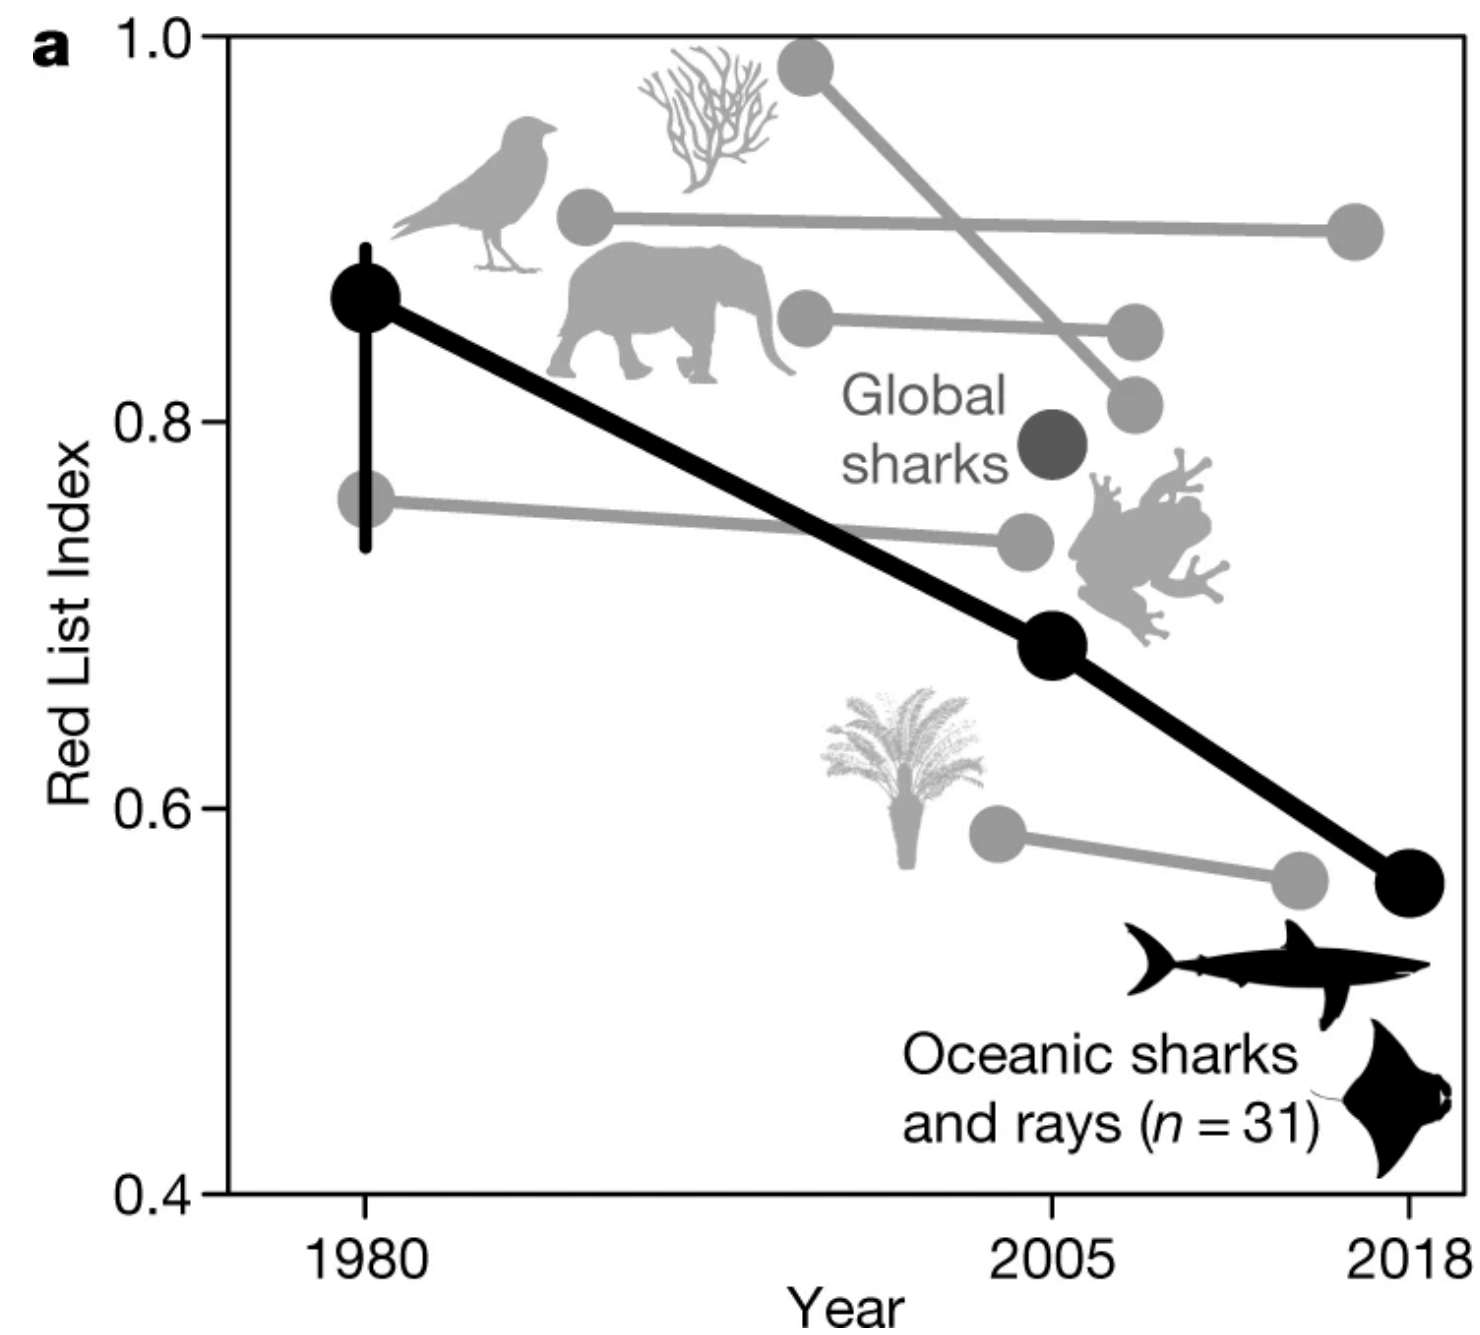 a
1.0
0.8
0.6
0.4
Red List Index
Global
sharks
Oceanic sharks
and rays (n = 31)
1980
2005
2018
Year